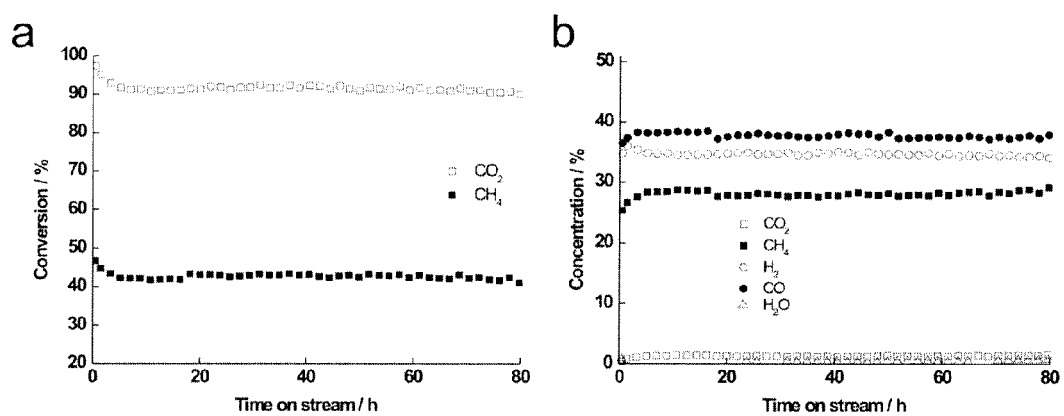 a
100
90
80
70
60
50
40
30
20
Conversion / %
CO₂
CH₄
0 20 40 60 80
Time on stream / h
b
50
40
30
20
10
0
Concentration / %
CO₂
CH₄
H₂
CO
H₂O
0 20 40 60 80
Time on stream / h